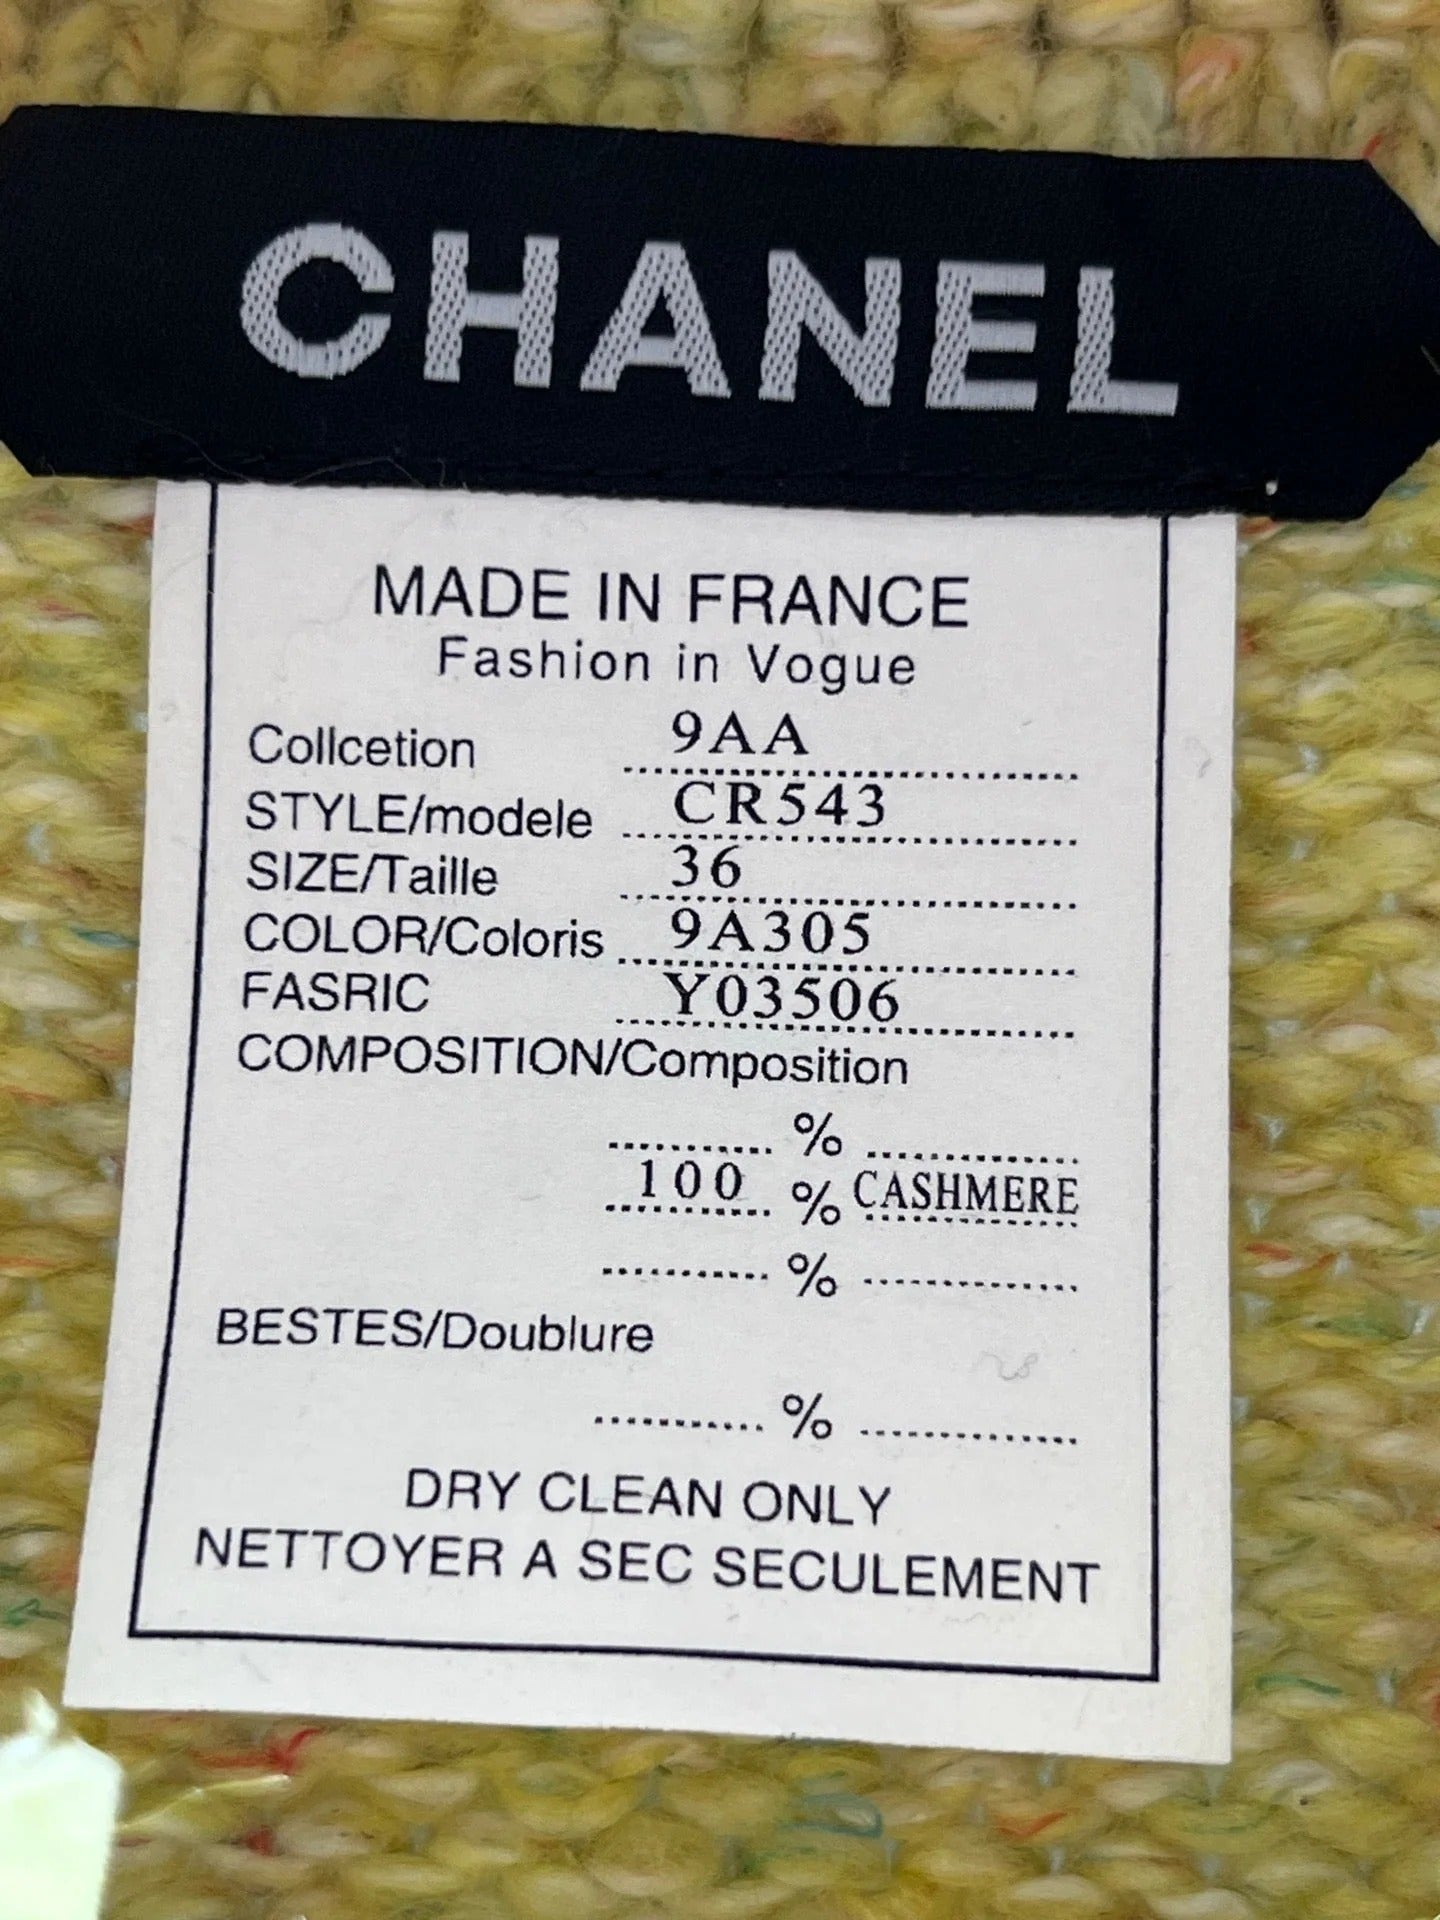 CHANEL
MADE IN FRANCE
Fashion in Vogue
Collcetion 9AA
STYLE/modele CR543
SIZE/Taille 36
COLOR/Coloris 9A305
FASRIC Y03506
COMPOSITION/Composition
%
100 % CASHMERE
%
BESTES/Doublure
%
DRY CLEAN ONLY
NETTOYER A SEC SECULEMENT